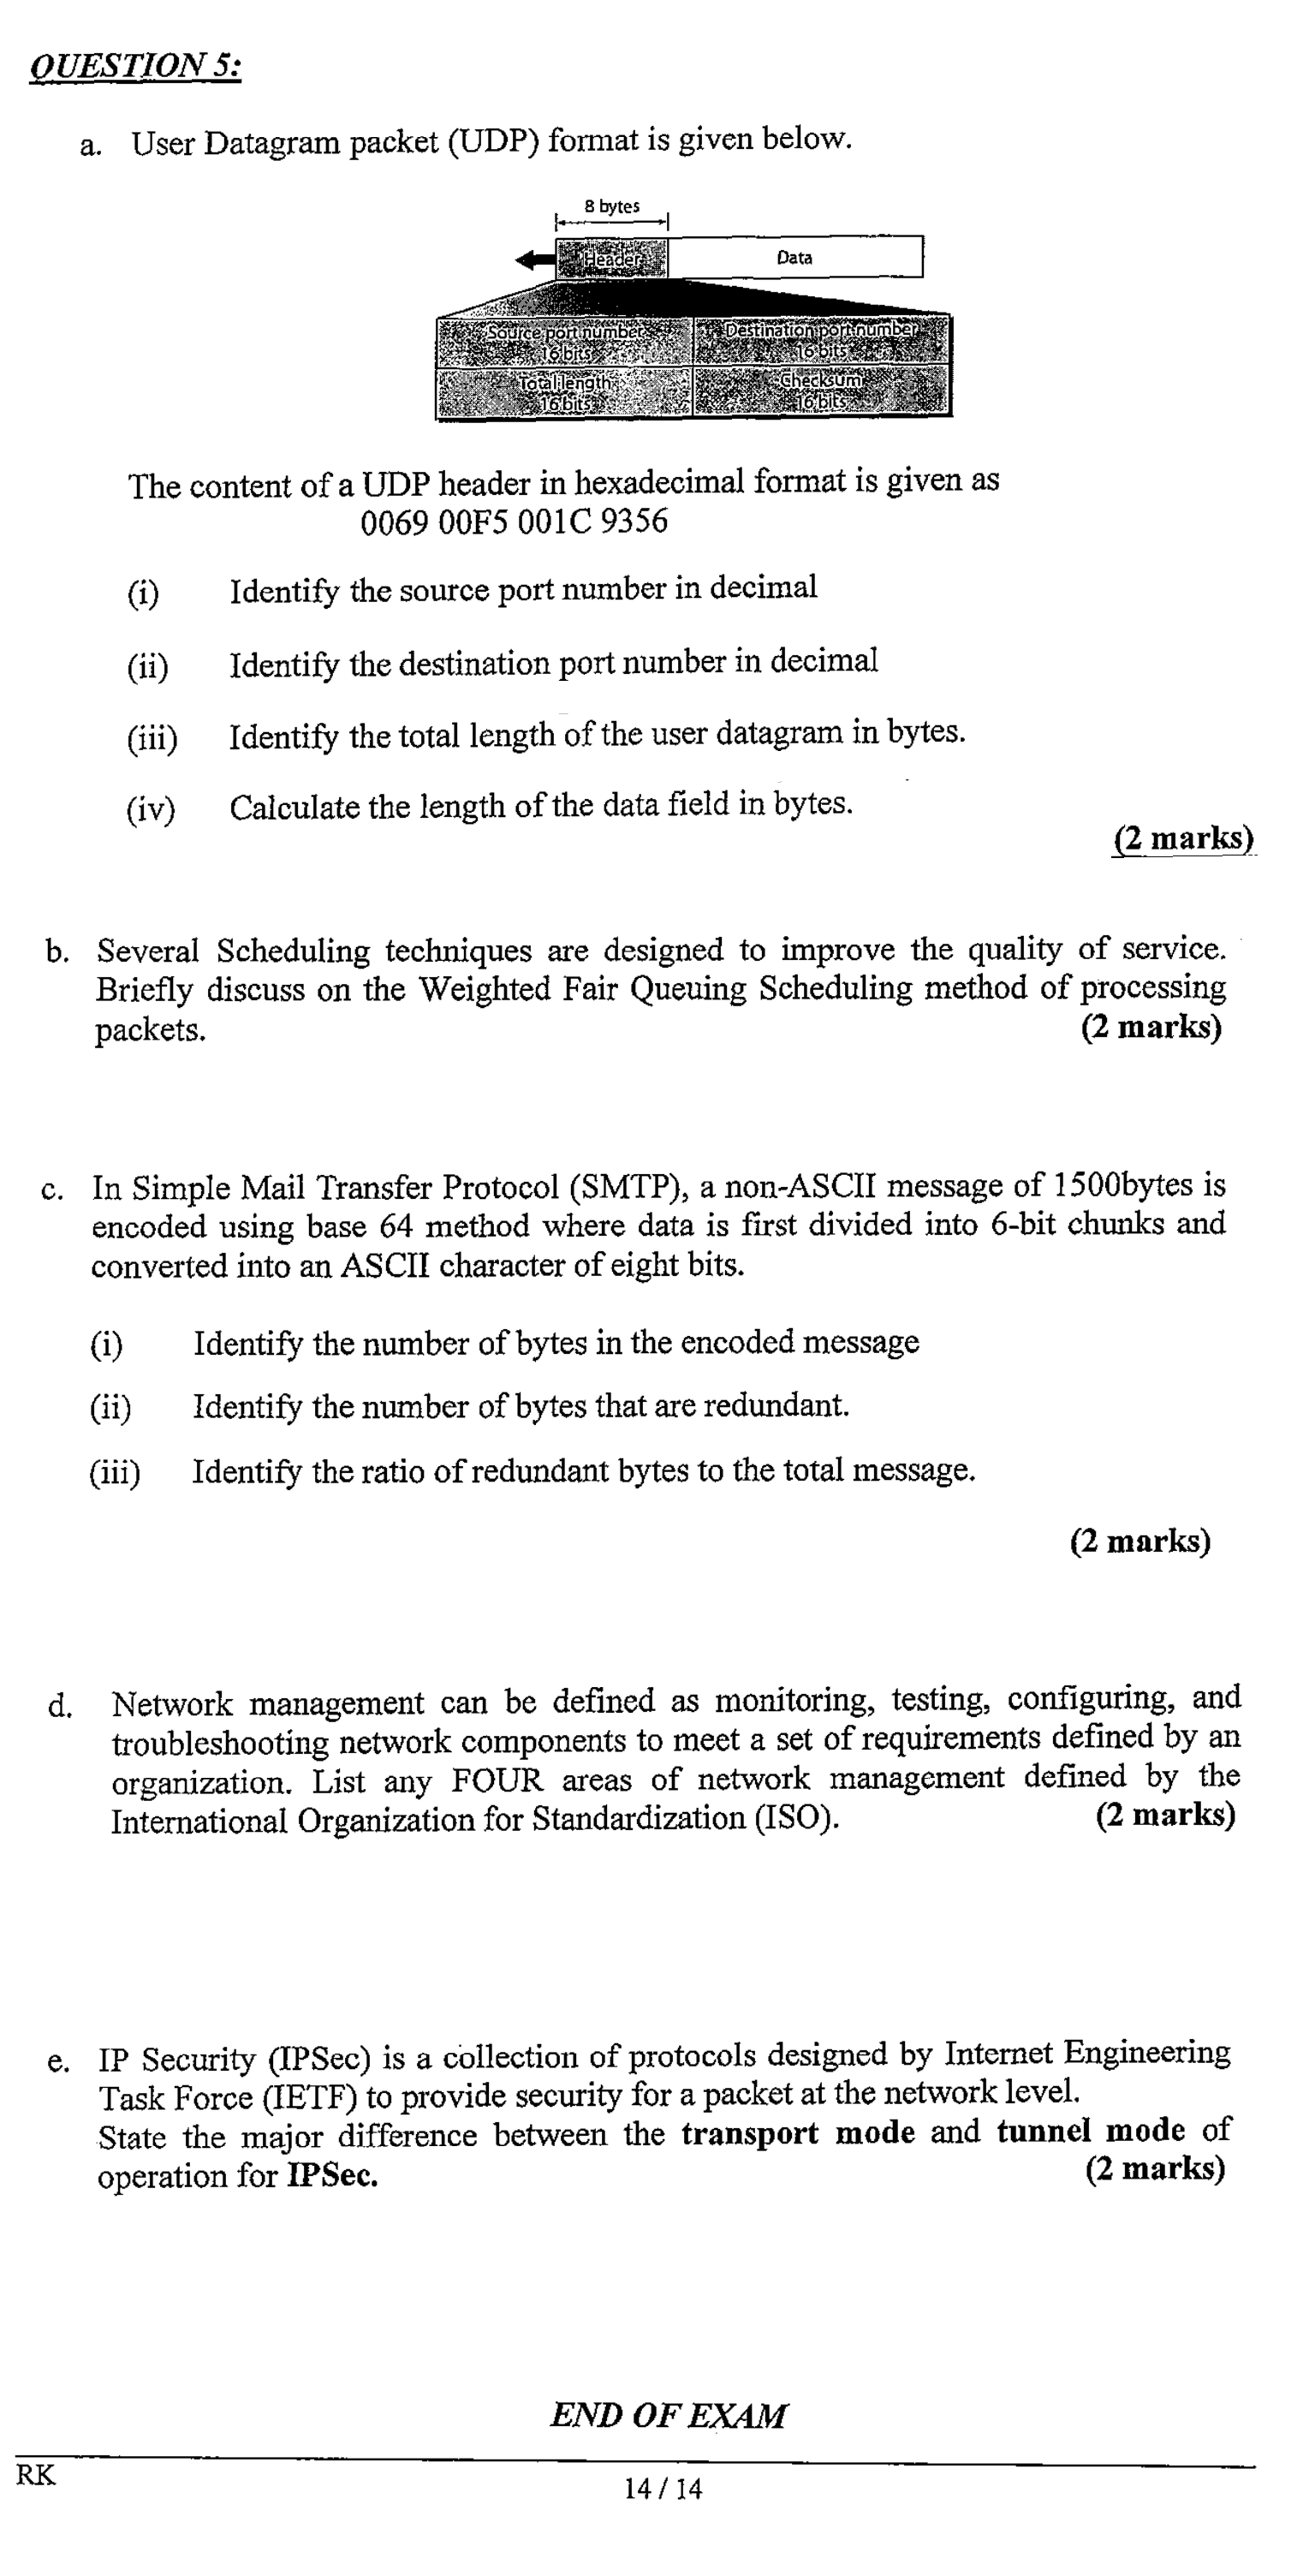 QUESTION 5:
a. User Datagram packet (UDP) format is given below.
8 bytes
Header Data
Source port number Destination port number
16 bits 16 bits
Total length Checksum
16 bits 16 bits
The content of a UDP header in hexadecimal format is given as
0069 00F5 001C 9356
(i) Identify the source port number in decimal
(ii) Identify the destination port number in decimal
(iii) Identify the total length of the user datagram in bytes.
(iv) Calculate the length of the data field in bytes.
(2 marks)
b. Several Scheduling techniques are designed to improve the quality of service.
Briefly discuss on the Weighted Fair Queuing Scheduling method of processing
packets. (2 marks)
c. In Simple Mail Transfer Protocol (SMTP), a non-ASCII message of 1500bytes is
encoded using base 64 method where data is first divided into 6-bit chunks and
converted into an ASCII character of eight bits.
(i) Identify the number of bytes in the encoded message
(ii) Identify the number of bytes that are redundant.
(iii) Identify the ratio of redundant bytes to the total message.
(2 marks)
d. Network management can be defined as monitoring, testing, configuring, and
troubleshooting network components to meet a set of requirements defined by an
organization. List any FOUR areas of network management defined by the
International Organization for Standardization (ISO). (2 marks)
e. IP Security (IPSec) is a collection of protocols designed by Internet Engineering
Task Force (IETF) to provide security for a packet at the network level.
State the major difference between the transport mode and tunnel mode of
operation for IPSec. (2 marks)
END OF EXAM
RK
14 / 14